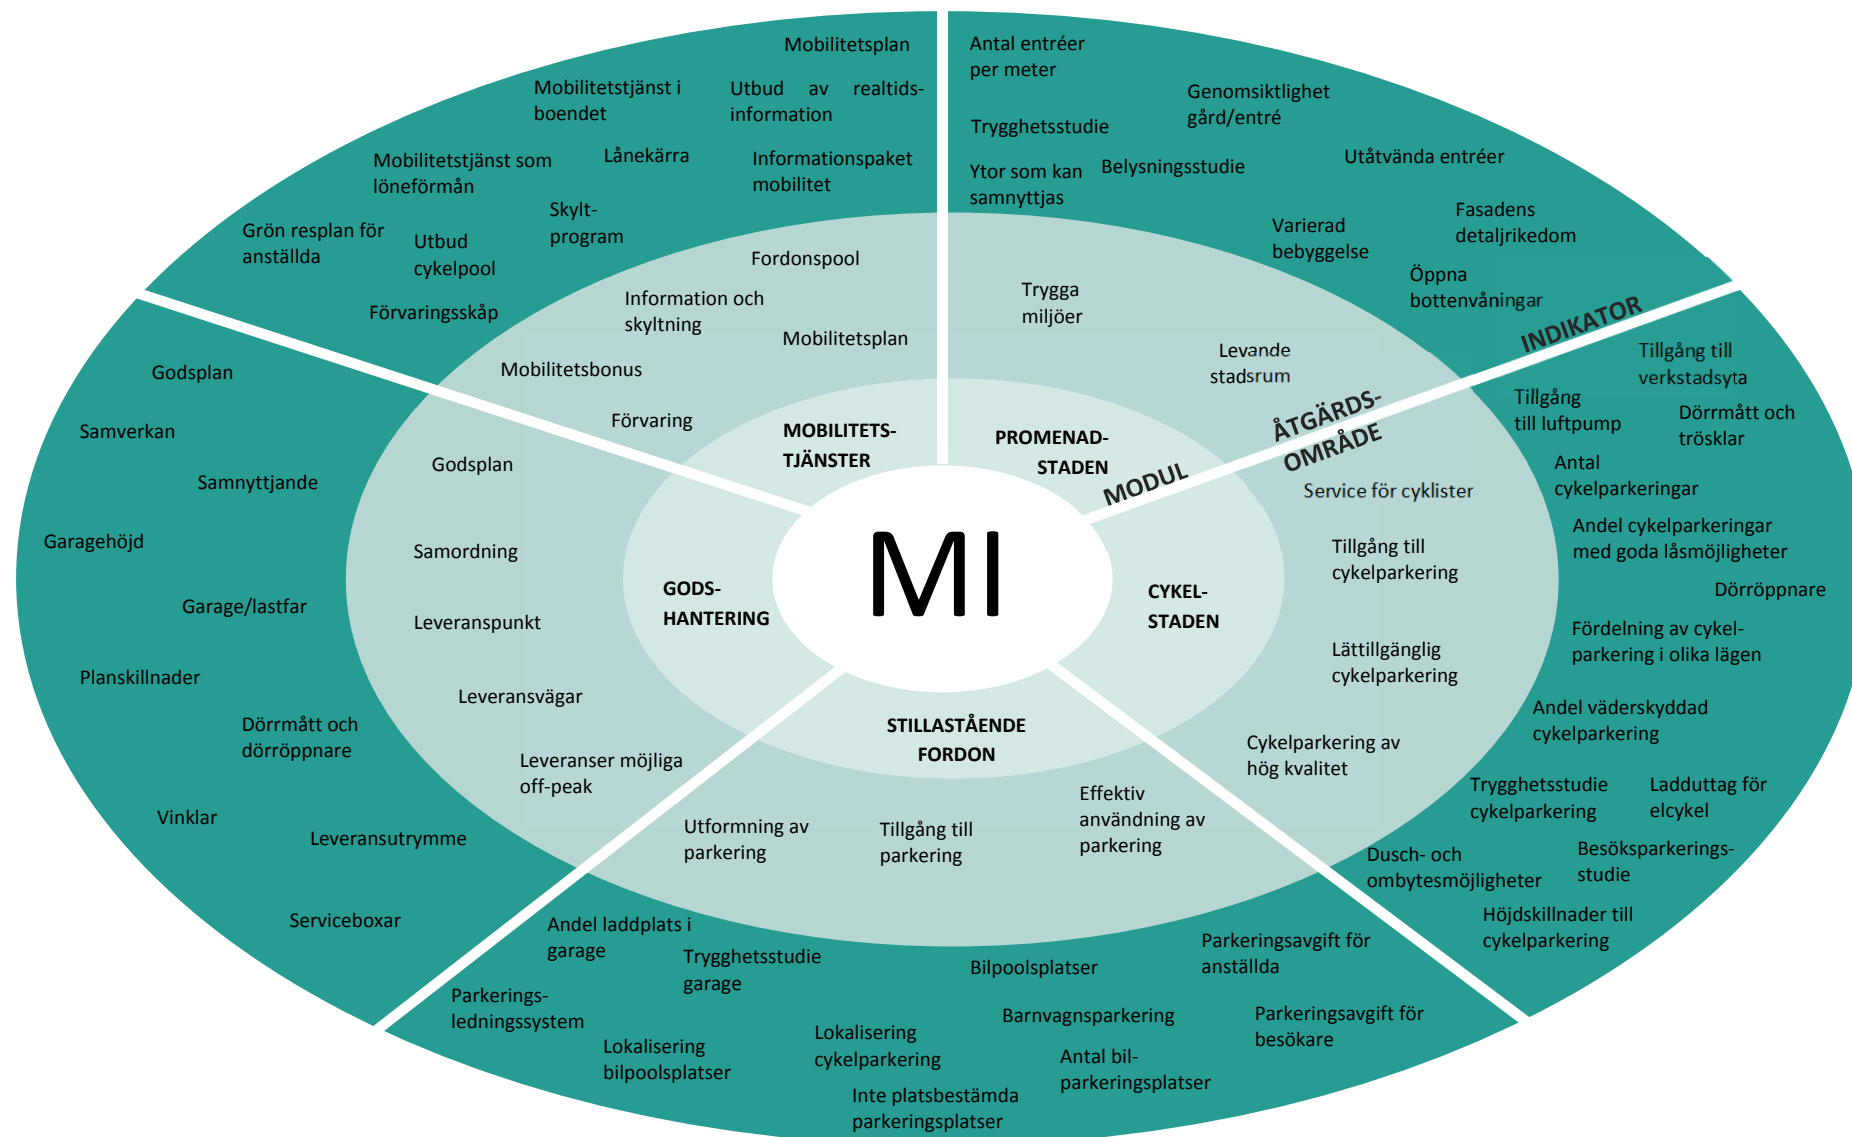 Mobilitetsplan
Mobilitetstjänst i
boendet
Utbud av realtids-
information
Mobilitetstjänst som
löneförmån
Lånekärra
Informationspaket
mobilitet
Grön resplan för
anställda
Utbud
cykelpool
Skylt-
program
Förvaringsskåp
Fordonspool
Information och
skyltning
Mobilitetsplan
Mobilitetsbonus
Förvaring
MOBILITETS-
TJÄNSTER
Antal entréer
per meter
Genomsiktlighet
gård/entré
Trygghetsstudie
Ytor som kan
samnyttjas
Belysningsstudie
Utåtvända entréer
Varierad
bebyggelse
Fasadens
detaljrikedom
Öppna
bottenvåningar
Trygga
miljöer
Levande
stadsrum
PROMENAD-
STADEN
INDIKATOR
ÅTGÄRDS-
OMRÅDE
MODUL
MI
Tillgång till
verkstadsyta
Tillgång
till luftpump
Dörrmått och
trösklar
Antal
cykelparkeringar
Andel cykelparkeringar
med goda låsmöjligheter
Dörröppnare
Fördelning av cykel-
parkering i olika lägen
Andel väderskyddad
cykelparkering
Trygghetsstudie
cykelparkering
Ladduttag för
elcykel
Dusch- och
ombytesmöjligheter
Besöksparkerings-
studie
Höjdskillnader till
cykelparkering
Service för cyklister
Tillgång till
cykelparkering
Lättillgänglig
cykelparkering
Cykelparkering av
hög kvalitet
CYKEL-
STADEN
STILLASTÅENDE
FORDON
Utformning av
parkering
Tillgång till
parkering
Effektiv
användning av
parkering
Andel laddplats i
garage
Trygghetsstudie
garage
Bilpoolsplatser
Parkeringsavgift för
anställda
Parkerings-
ledningssystem
Barnvagnsparkering
Parkeringsavgift för
besökare
Lokalisering
bilpoolsplatser
Lokalisering
cykelparkering
Antal bil-
parkeringsplatser
Inte platsbestämda
parkeringsplatser
GODS-
HANTERING
Godsplan
Samordning
Leveranspunkt
Leveransvägar
Leveranser möjliga
off-peak
Godsplan
Samverkan
Samnyttjande
Garagehöjd
Garage/lastfar
Planskillnader
Dörrmått och
dörröppnare
Vinklar
Leveransutrymme
Serviceboxar